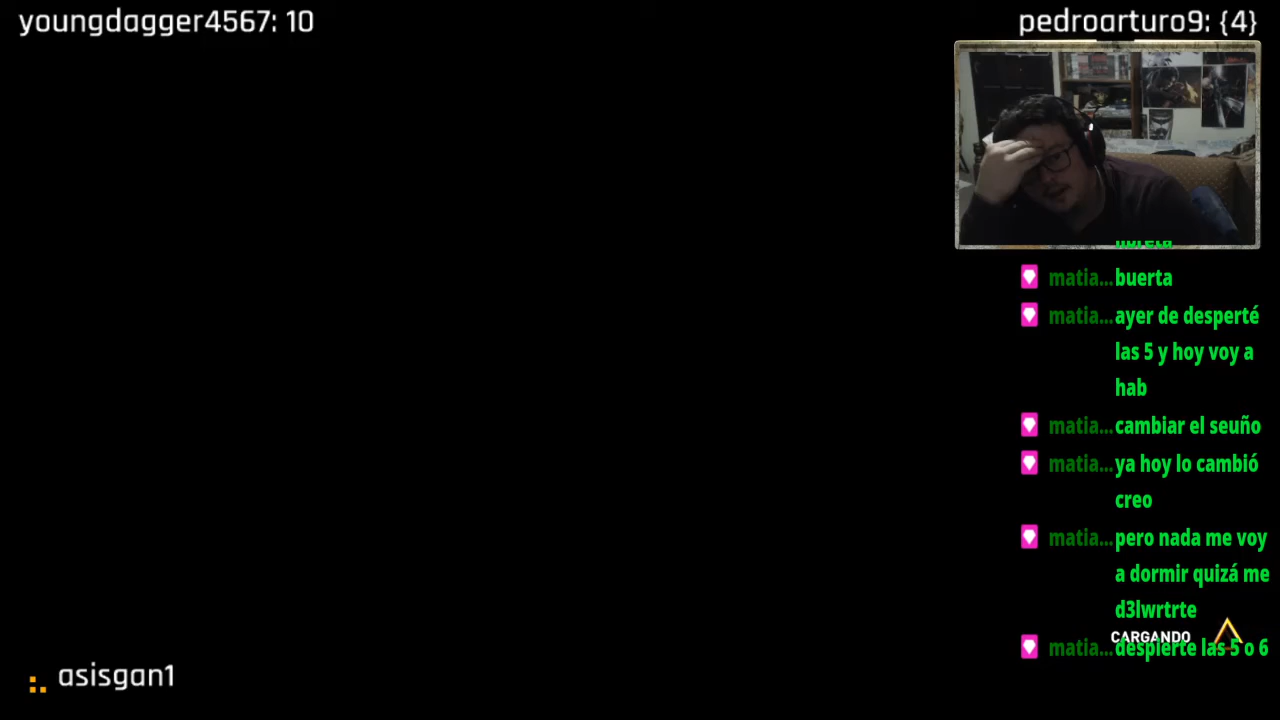 youngdagger4567: 10
pedroarturo9: {4}
matia... buerta
matia... ayer de desperté
las 5 y hoy voy a
hab
matia... cambiar el seuño
matia... ya hoy lo cambió
creo
matia... pero nada me voy
a dormir quizá me
d3lwrtrte
CARGANDO
matia... despierte las 5 o 6
asisgan1